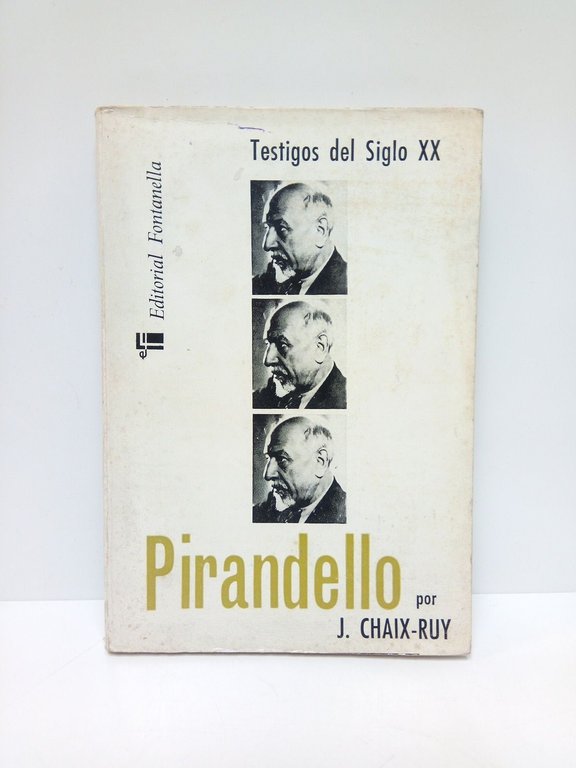 Testigos del Siglo XX
Editorial Fontanella
Pirandello
por
J. CHAIX-RUY